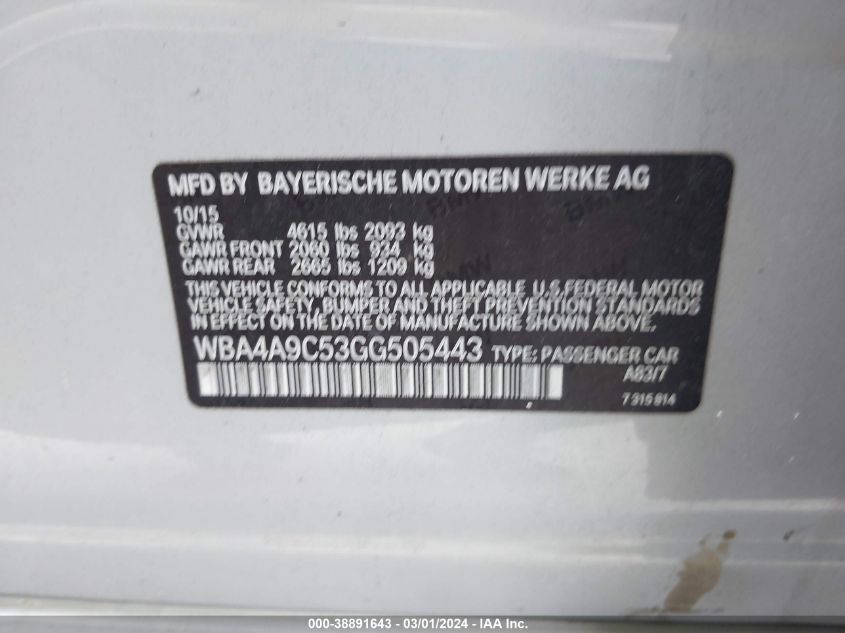 MFD BY BAYERISCHE MOTOREN WERKE AG
10/15
GVWR 4615 lbs 2093 kg
GAWR FRONT 2060 lbs 934 kg
GAWR REAR 2665 lbs 1209 kg
THIS VEHICLE CONFORMS TO ALL APPLICABLE U.S.FEDERAL MOTOR
VEHICLE SAFETY, BUMPER AND THEFT PREVENTION STANDARDS
IN EFFECT ON THE DATE OF MANUFACTURE SHOWN ABOVE.
WBA4A9C53GG505443 TYPE: PASSENGER CAR
A83/7
7 315 814
000-38891643 - 03/01/2024 - IAA Inc.